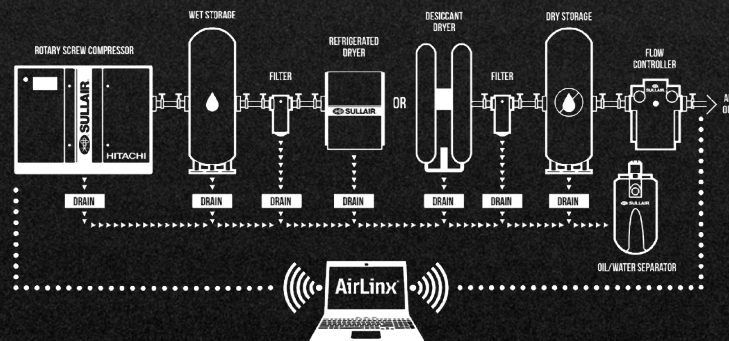 WET STORAGE
DESICCANT
DRYER
DRY STORAGE
ROTARY SCREW COMPRESSOR
REFRIGERATED
DRYER
FLOW
CONTROLLER
FILTER
FILTER
SULLAIR
HITACHI
SULLAIR
OR
SULLAIR
DRAIN
DRAIN
DRAIN
DRAIN
DRAIN
DRAIN
DRAIN
SULLAIR
OIL/WATER SEPARATOR
AirLinx